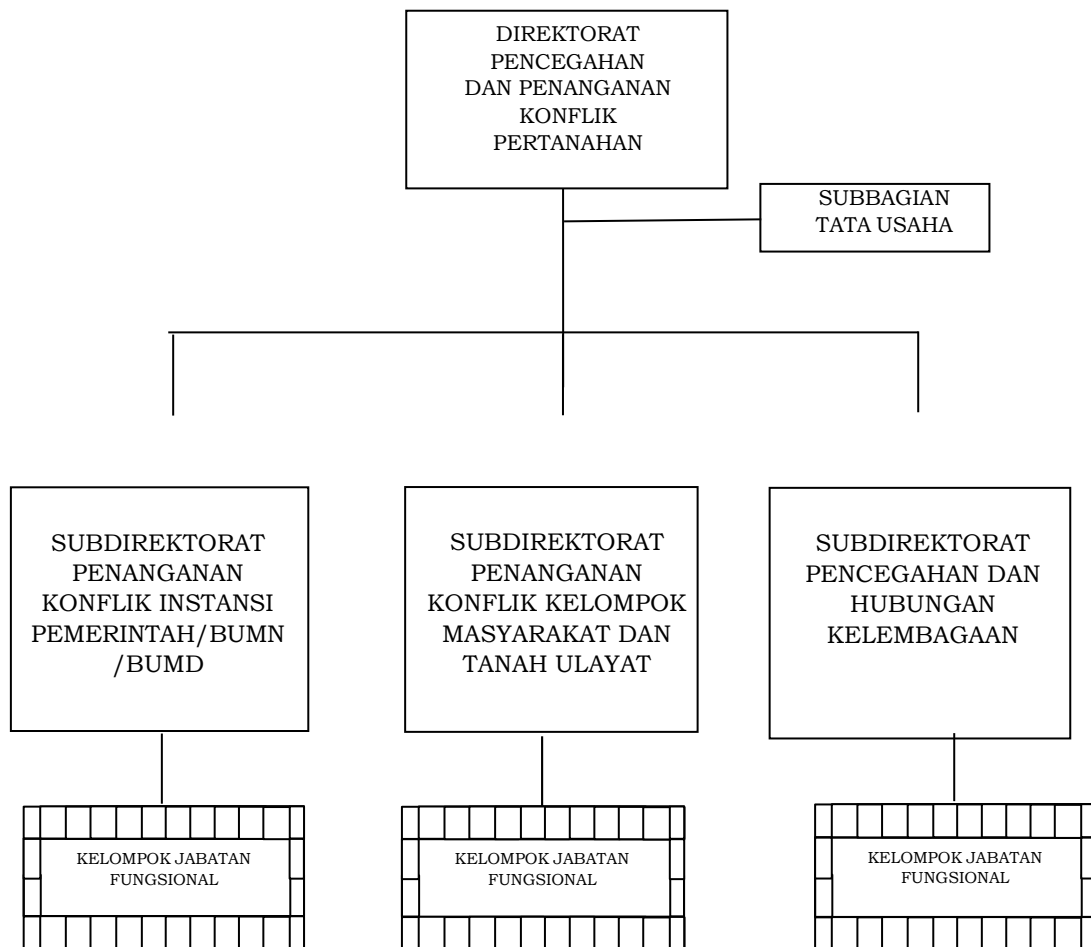 DIREKTORAT
PENCEGAHAN
DAN PENANGANAN
KONFLIK
PERTANAHAN
SUBBAGIAN
TATA USAHA
SUBDIREKTORAT
PENANGANAN
KONFLIK INSTANSI
PEMERINTAH/BUMN
/BUMD
SUBDIREKTORAT
PENANGANAN
KONFLIK KELOMPOK
MASYARAKAT DAN
TANAH ULAYAT
SUBDIREKTORAT
PENCEGAHAN DAN
HUBUNGAN
KELEMBAGAAN
KELOMPOK JABATAN
FUNGSIONAL
KELOMPOK JABATAN
FUNGSIONAL
KELOMPOK JABATAN
FUNGSIONAL